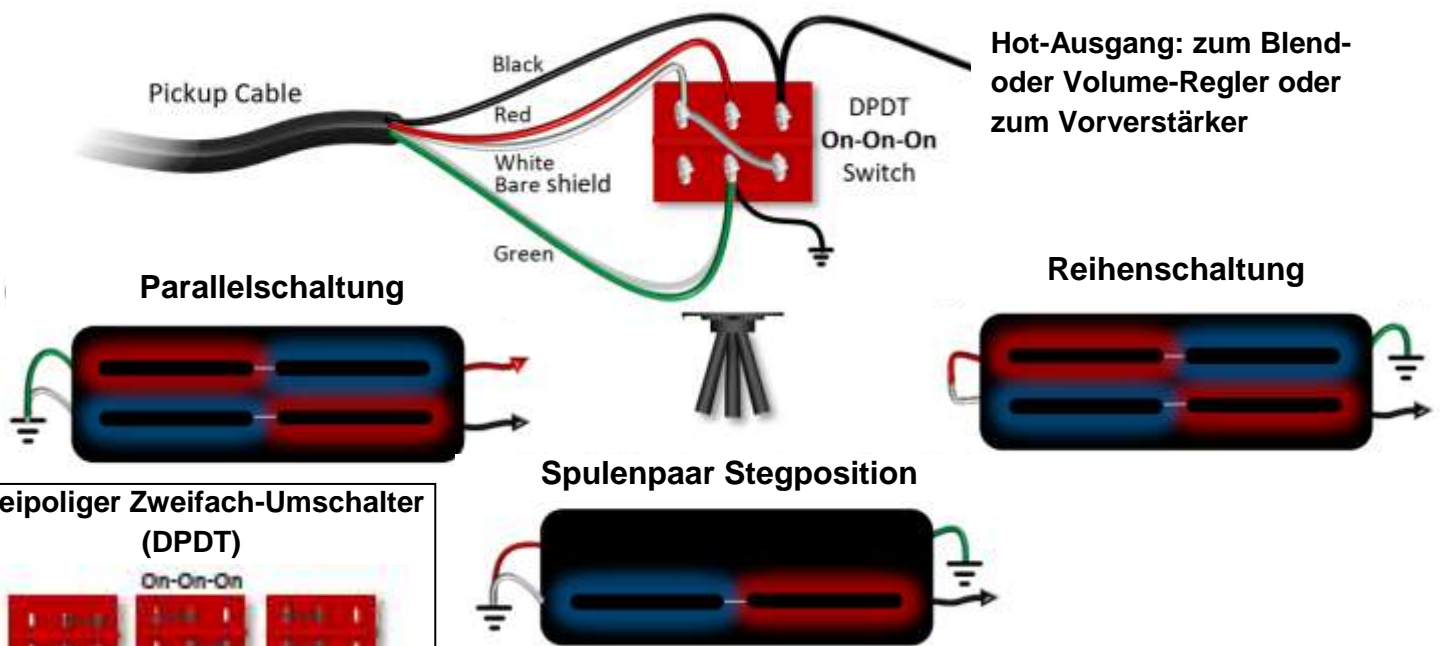 Hot-Ausgang: zum Blend-
oder Volume-Regler oder
zum Vorverstärker
Black
Pickup Cable
Red
White
Bare shield
Green
DPDT
On-On-On
Switch
Parallelschaltung
Reihenschaltung
Spulenpaar Stegposition
eipoliger Zweifach-Umschalter
(DPDT)
On-On-On